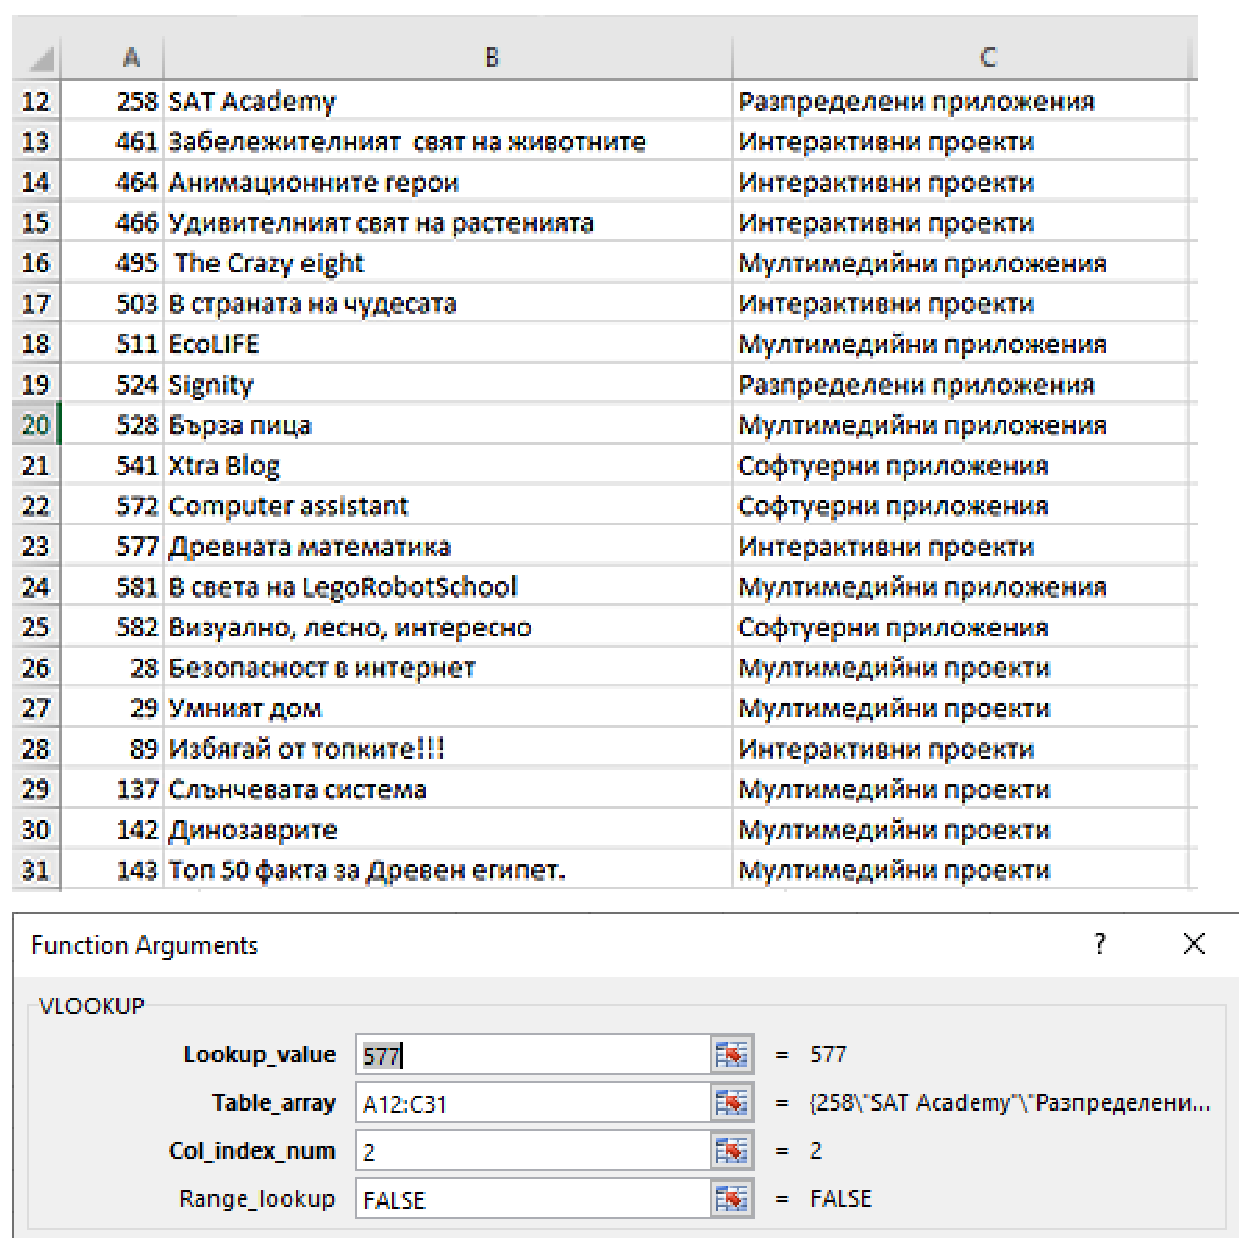 A B C
12 258 SAT Academy Разпределени приложения
13 461 Забележителният свят на животните Интерактивни проекти
14 464 Анимационните герои Интерактивни проекти
15 466 Удивителният свят на растенията Интерактивни проекти
16 495 The Crazy eight Мултимедийни приложения
17 503 В страната на чудесата Интерактивни проекти
18 511 EcoLIFE Мултимедийни приложения
19 524 Signity Разпределени приложения
20 528 Бърза пица Мултимедийни приложения
21 541 Xtra Blog Софтуерни приложения
22 572 Computer assistant Софтуерни приложения
23 577 Древната математика Интерактивни проекти
24 581 В света на LegoRobotSchool Мултимедийни приложения
25 582 Визуално, лесно, интересно Софтуерни приложения
26 28 Безопасност в интернет Мултимедийни проекти
27 29 Умният дом Мултимедийни проекти
28 89 Избягай от топките!!! Интерактивни проекти
29 137 Слънчевата система Мултимедийни проекти
30 142 Динозаврите Мултимедийни проекти
31 143 Топ 50 факта за Древен египет. Мултимедийни проекти
Function Arguments ? ×
VLOOKUP
Lookup_value 577 = 577
Table_array A12:C31 = {258\"SAT Academy"\"Разпределени...
Col_index_num 2 = 2
Range_lookup FALSE = FALSE